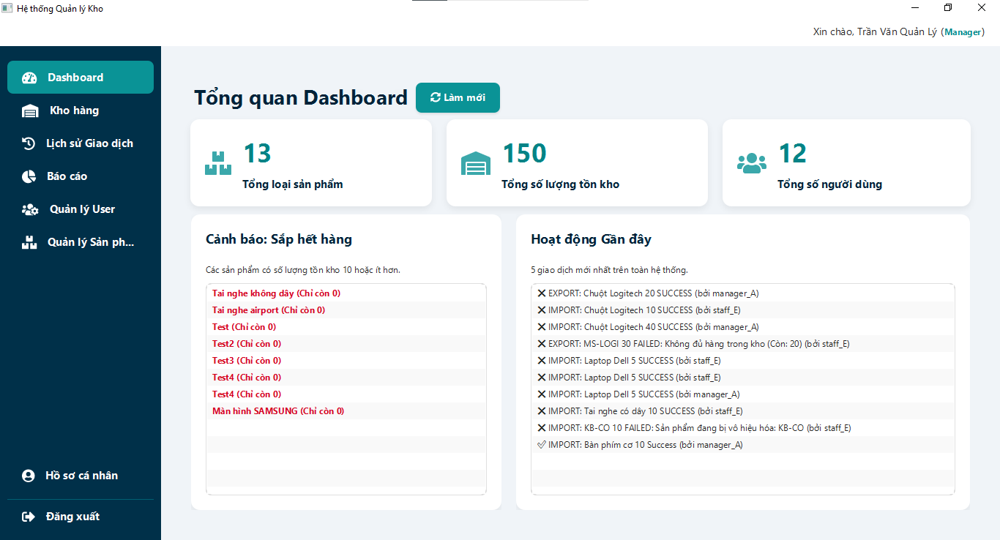 Hệ thống Quản lý Kho
Xin chào, Trần Văn Quản Lý (Manager)
Dashboard
Kho hàng
Lịch sử Giao dịch
Báo cáo
Quản lý User
Quản lý Sản ph...
Hồ sơ cá nhân
Đăng xuất
Tổng quan Dashboard
Làm mới
13
Tổng loại sản phẩm
150
Tổng số lượng tồn kho
12
Tổng số người dùng
Cảnh báo: Sắp hết hàng
Các sản phẩm có số lượng tồn kho 10 hoặc ít hơn.
Tai nghe không dây (Chỉ còn 0)
Tai nghe airport (Chỉ còn 0)
Test (Chỉ còn 0)
Test2 (Chỉ còn 0)
Test3 (Chỉ còn 0)
Test4 (Chỉ còn 0)
Test4 (Chỉ còn 0)
Màn hình SAMSUNG (Chỉ còn 0)
Hoạt động Gần đây
5 giao dịch mới nhất trên toàn hệ thống.
EXPORT: Chuột Logitech 20 SUCCESS (bởi manager_A)
IMPORT: Chuột Logitech 10 SUCCESS (bởi staff_E)
IMPORT: Chuột Logitech 40 SUCCESS (bởi manager_A)
EXPORT: MS-LOGI 30 FAILED: Không đủ hàng trong kho (Còn: 20) (bởi staff_E)
IMPORT: Laptop Dell 5 SUCCESS (bởi staff_E)
IMPORT: Laptop Dell 5 SUCCESS (bởi staff_E)
IMPORT: Laptop Dell 5 SUCCESS (bởi manager_A)
IMPORT: Tai nghe có dây 10 SUCCESS (bởi staff_E)
IMPORT: KB-CO 10 FAILED: Sản phẩm đang bị vô hiệu hóa: KB-CO (bởi staff_E)
IMPORT: Bàn phím cơ 10 Success (bởi manager_A)